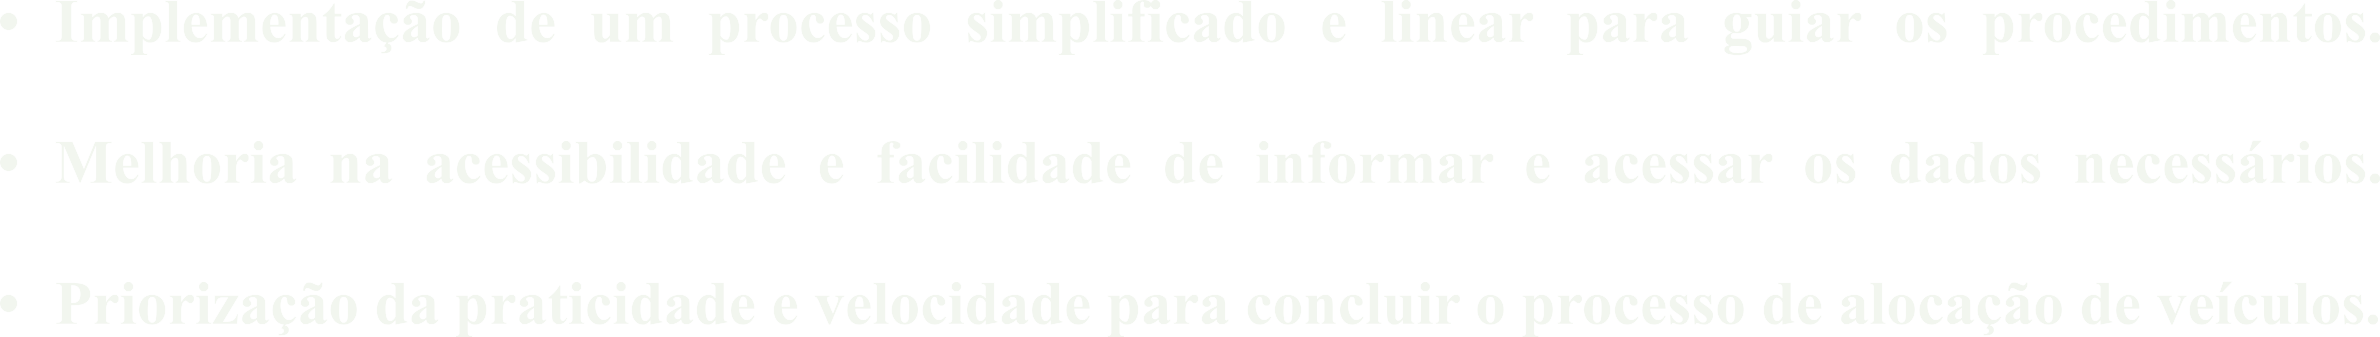 • Implementação de um processo simplificado e linear para guiar os procedimentos.
• Melhoria na acessibilidade e facilidade de informar e acessar os dados necessários.
• Priorização da praticidade e velocidade para concluir o processo de alocação de veículos.